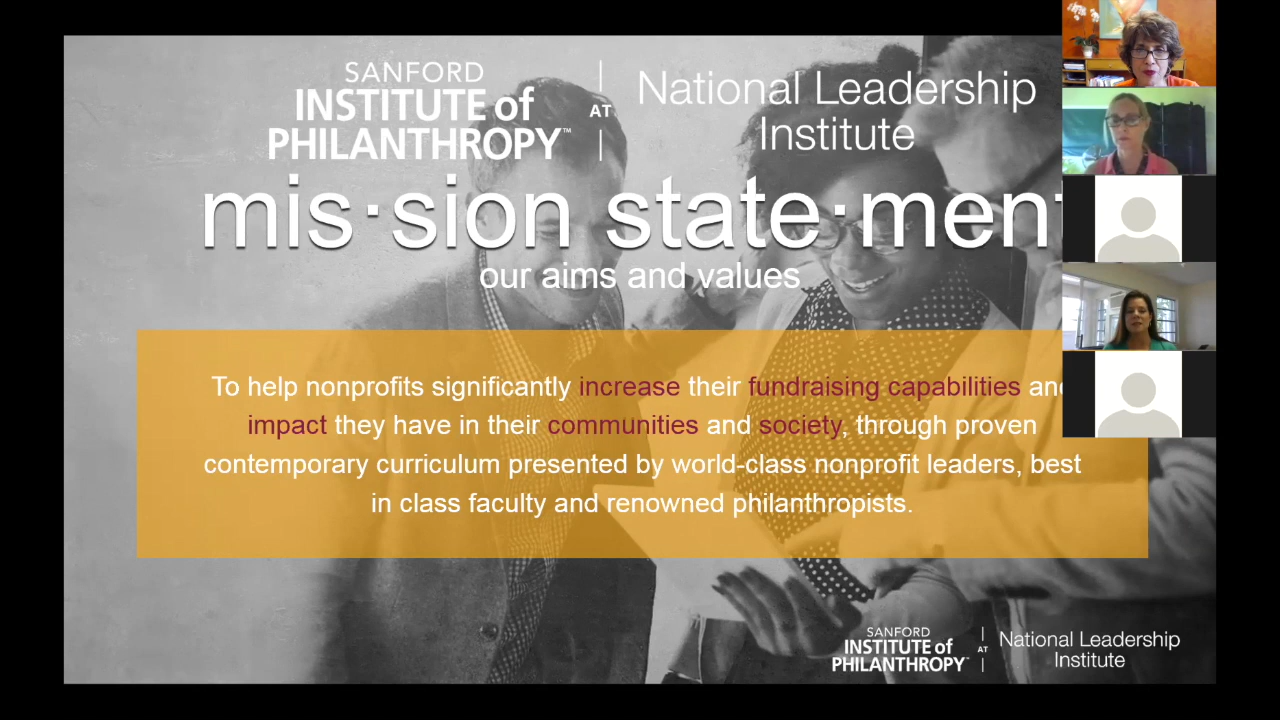 SANFORD
INSTITUTE of
PHILANTHROPY™
AT
National Leadership
Institute
mis·sion state·ment
our aims and values
To help nonprofits significantly increase their fundraising capabilities and
impact they have in their communities and society, through proven
contemporary curriculum presented by world-class nonprofit leaders, best
in class faculty and renowned philanthropists.
SANFORD
INSTITUTE of
PHILANTHROPY™
AT
National Leadership
Institute